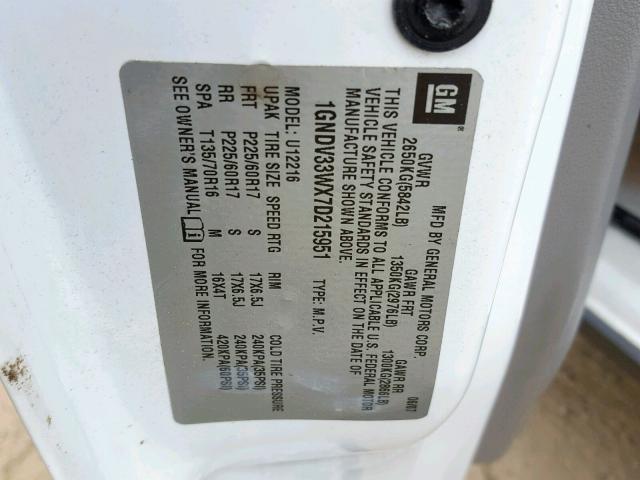 GM ®
MFD BY GENERAL MOTORS CORP. 06/07
GVWR GAWR FRT GAWR RR
2650KG(5842LB) 1350KG(2976LB) 1300KG(2866LB)
THIS VEHICLE CONFORMS TO ALL APPLICABLE U.S. FEDERAL MOTOR
VEHICLE SAFETY STANDARDS IN EFFECT ON THE DATE OF
MANUFACTURE SHOWN ABOVE.
1GNDV33WX7D215951 TYPE: M.P.V.
MODEL: U12216
UPAK TIRE SIZE SPEED RTG RIM COLD TIRE PRESSURE
FRT P225/60R17 S 17X6.5J 240KPA(35PSI)
RR P225/60R17 S 17X6.5J 240KPA(35PSI)
SPA T135/70R16 M 16X4T 420KPA(60PSI)
SEE OWNER'S MANUAL FOR MORE INFORMATION